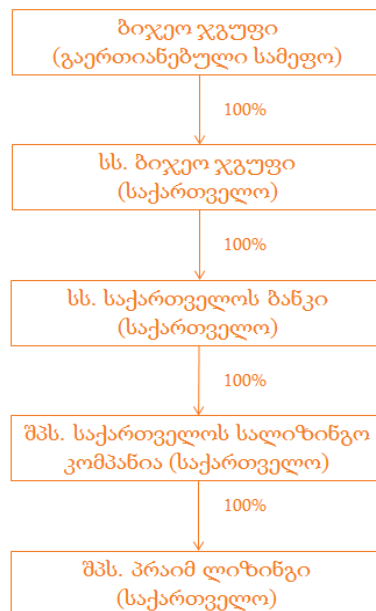 ბიჯეო ჯგუფი
(გაერთიანებული სამეფო)
100%
სს. ბიჯეო ჯგუფი
(საქართველო)
100%
სს. საქართველოს ბანკი
(საქართველო)
100%
შპს. საქართველოს სალიზინგო
კომპანია (საქართველო)
100%
შპს. პრაიმ ლიზინგი
(საქართველო)